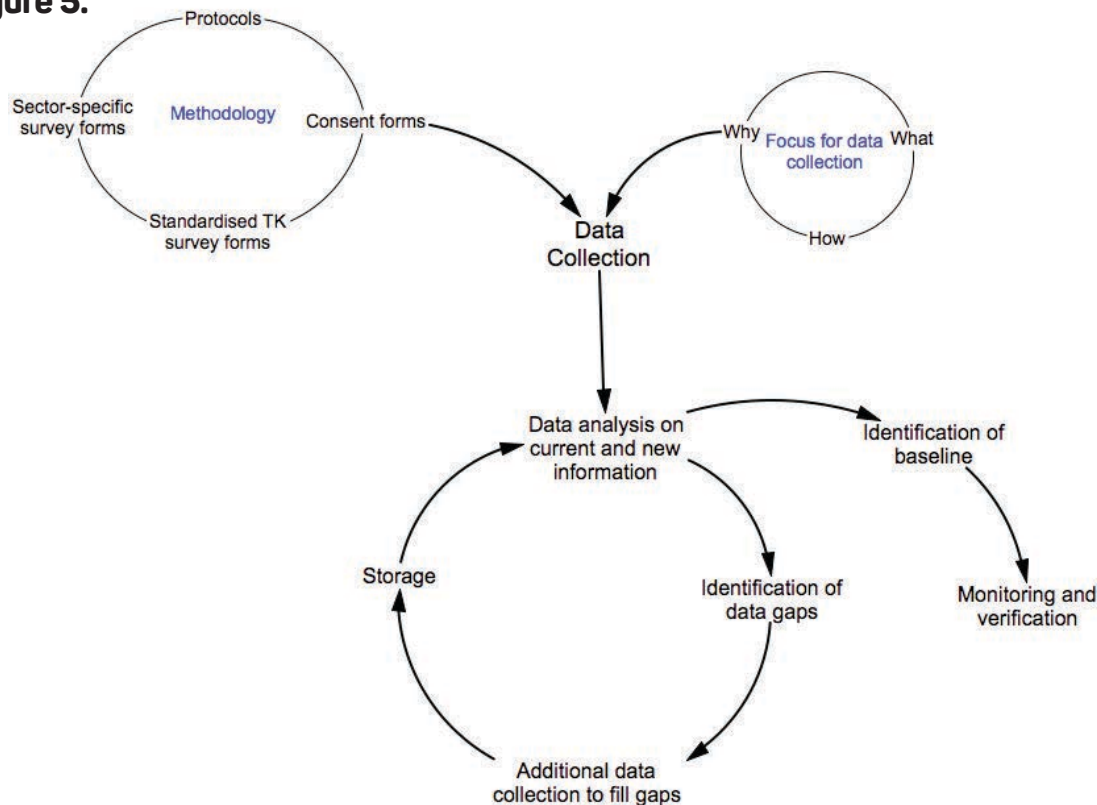 gure 5.
Protocols
Sector-specific
survey forms
Methodology
Consent forms
Standardised TK
survey forms
Why
Focus for data
collection
What
How
Data
Collection
Data analysis on
current and new
information
Identification of
baseline
Storage
Identification of
data gaps
Monitoring and
verification
Additional data
collection to fill gaps